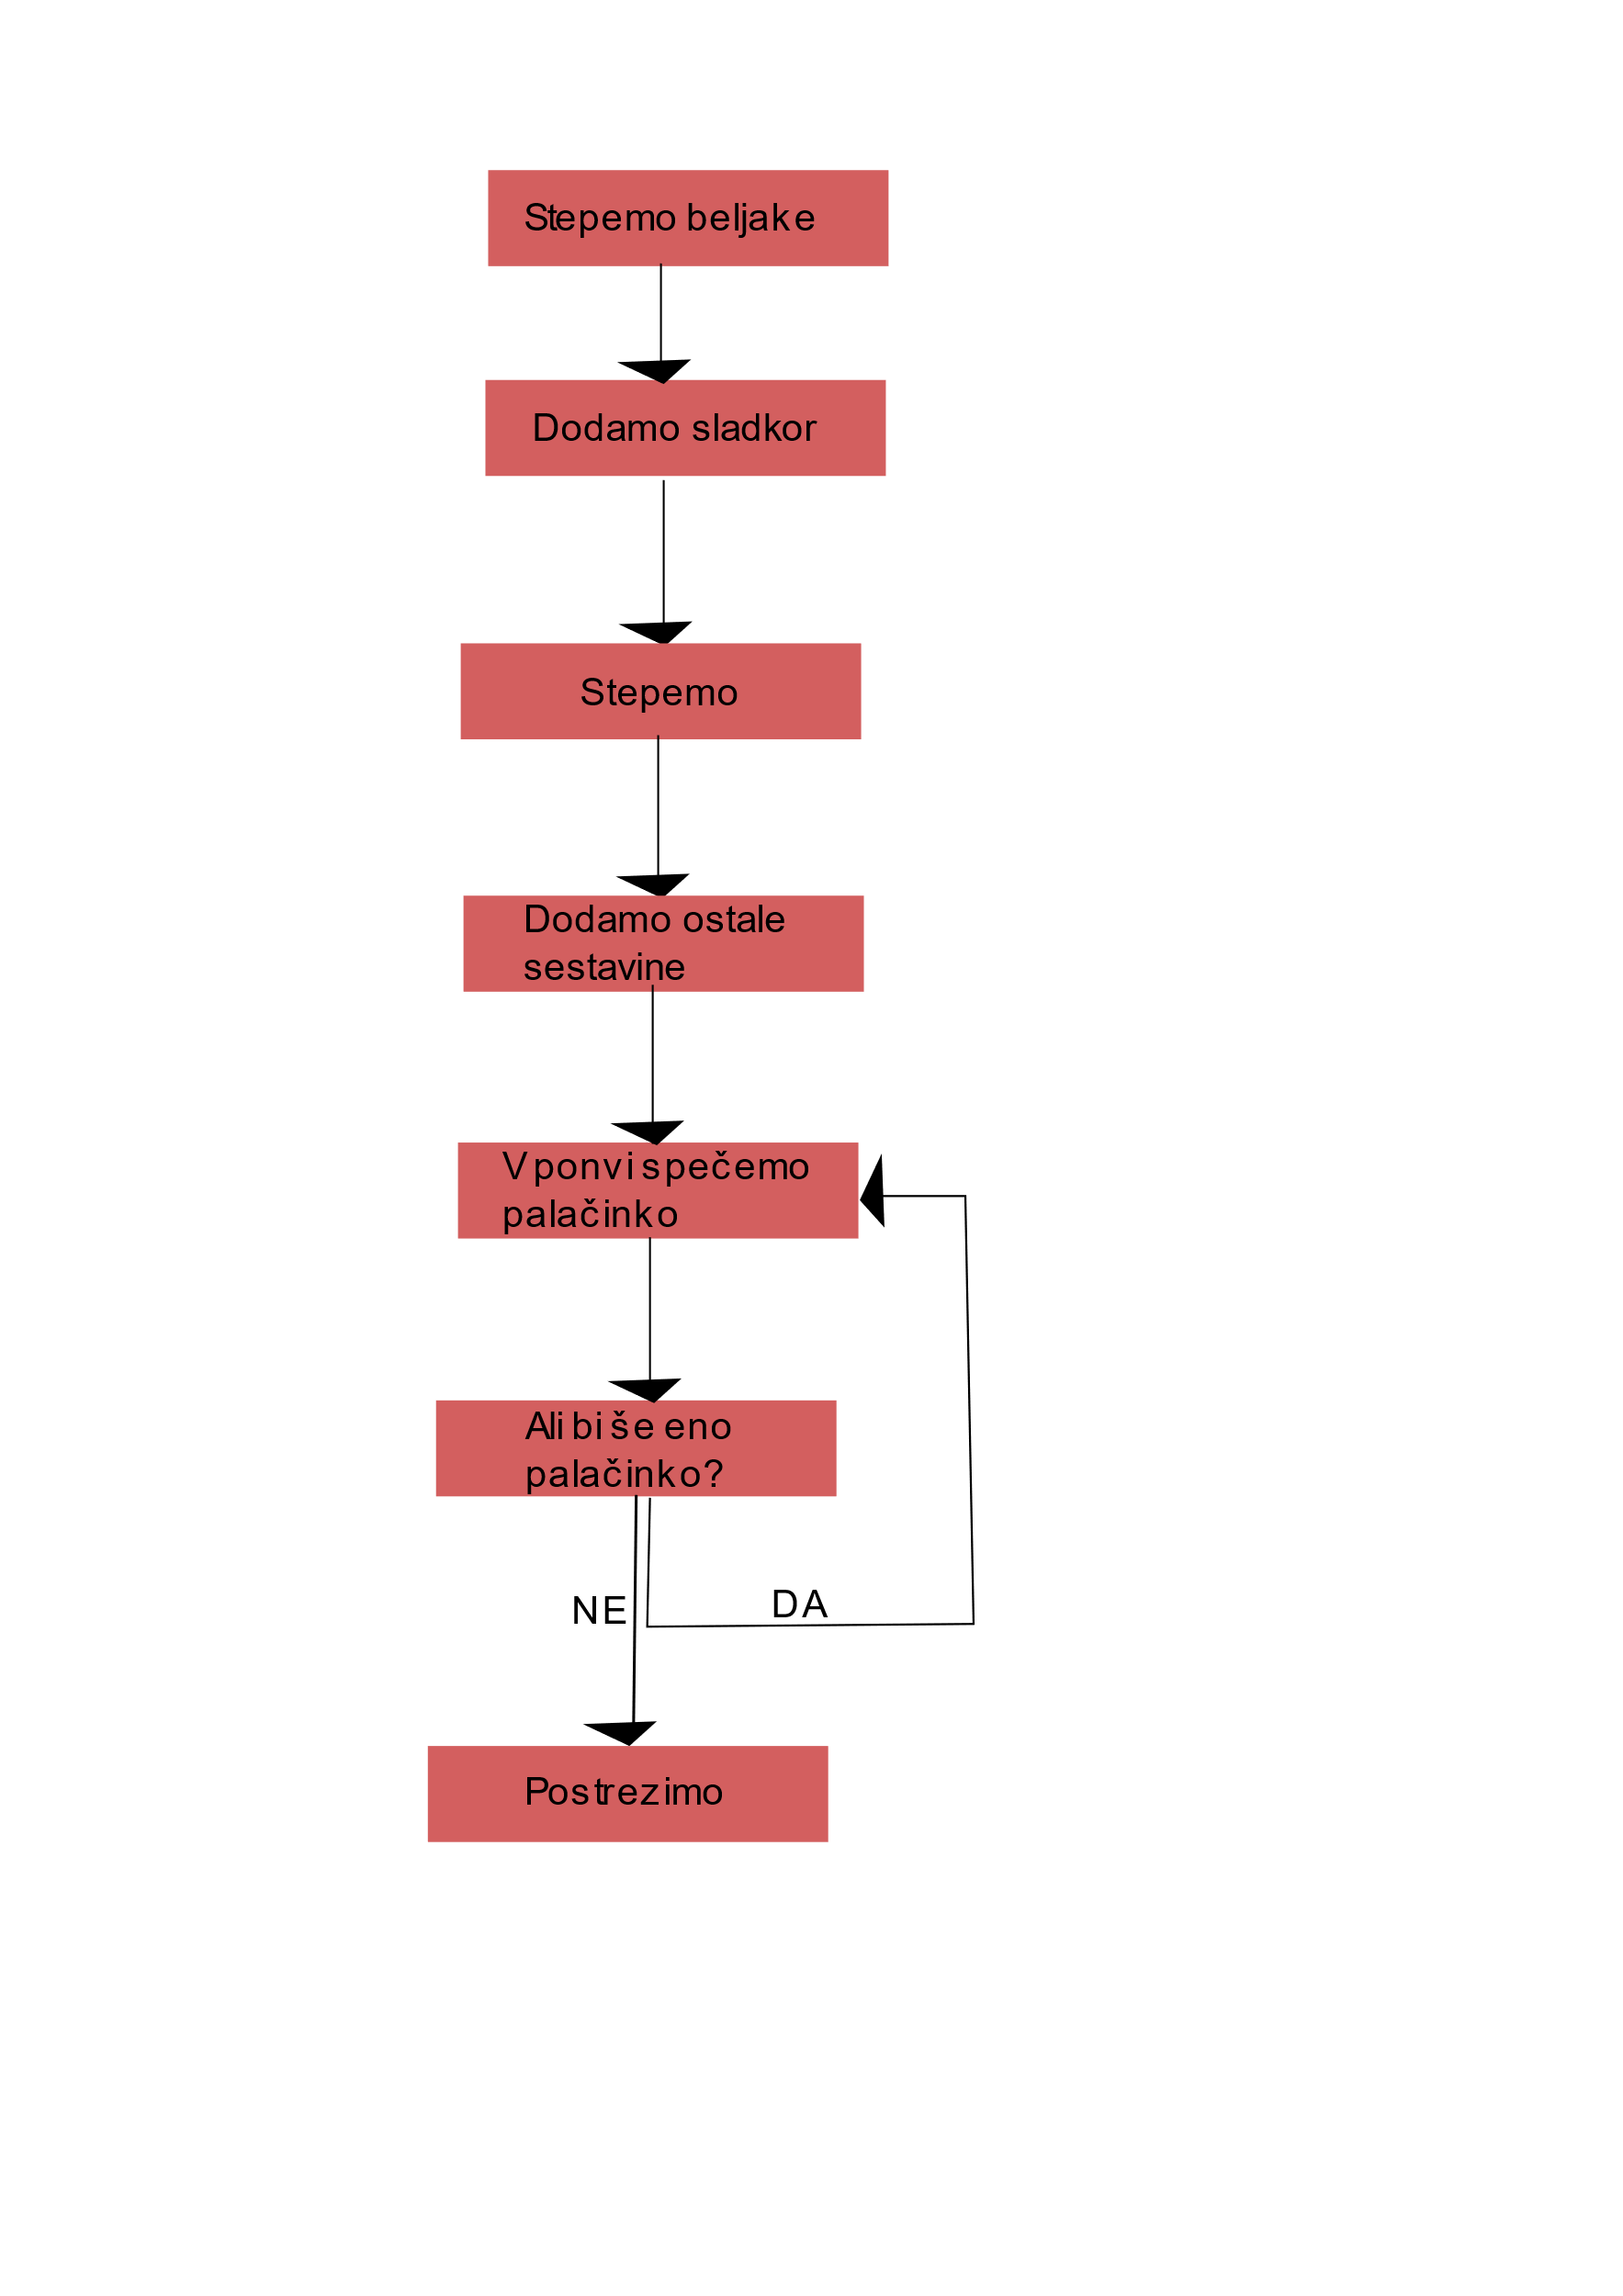 Stepemo beljake
Dodamo sladkor
Stepemo
Dodamo ostale
sestavine
V ponvi spečemo
palačinko
Ali bi še eno
palačinko?
NE
DA
Postrezimo